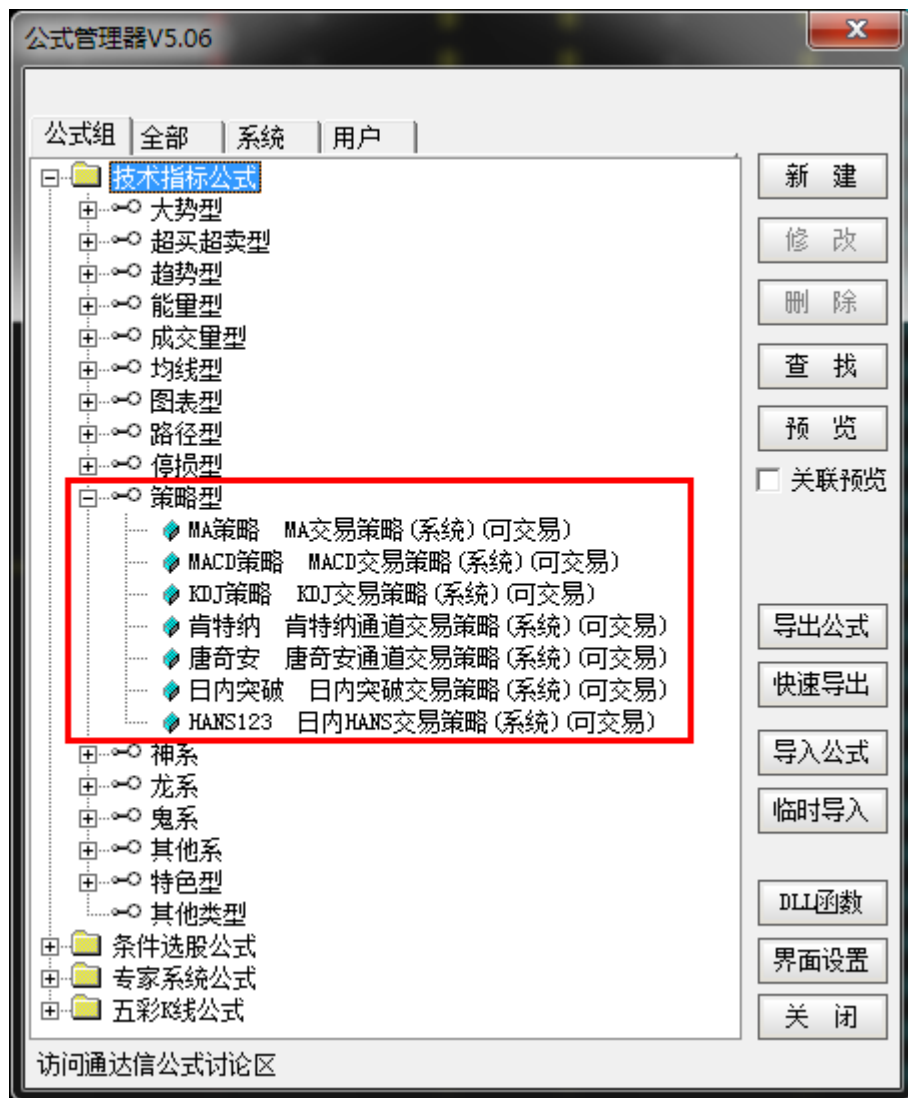 公式管理器V5.06
公式组 全部 系统 用户
技术指标公式
大势型
超买超卖型
趋势型
能量型
成交量型
均线型
图表型
路径型
停损型
策略型
MA策略 MA交易策略(系统)(可交易)
MACD策略 MACD交易策略(系统)(可交易)
KDJ策略 KDJ交易策略(系统)(可交易)
肯特纳 肯特纳通道交易策略(系统)(可交易)
唐奇安 唐奇安通道交易策略(系统)(可交易)
日内突破 日内突破交易策略(系统)(可交易)
HANS123 日内HANS交易策略(系统)(可交易)
神系
龙系
鬼系
其他系
特色型
其他类型
条件选股公式
专家系统公式
五彩K线公式
新 建
修 改
删 除
查 找
预 览
关联预览
导出公式
快速导出
导入公式
临时导入
DLL函数
界面设置
关 闭
访问通达信公式讨论区